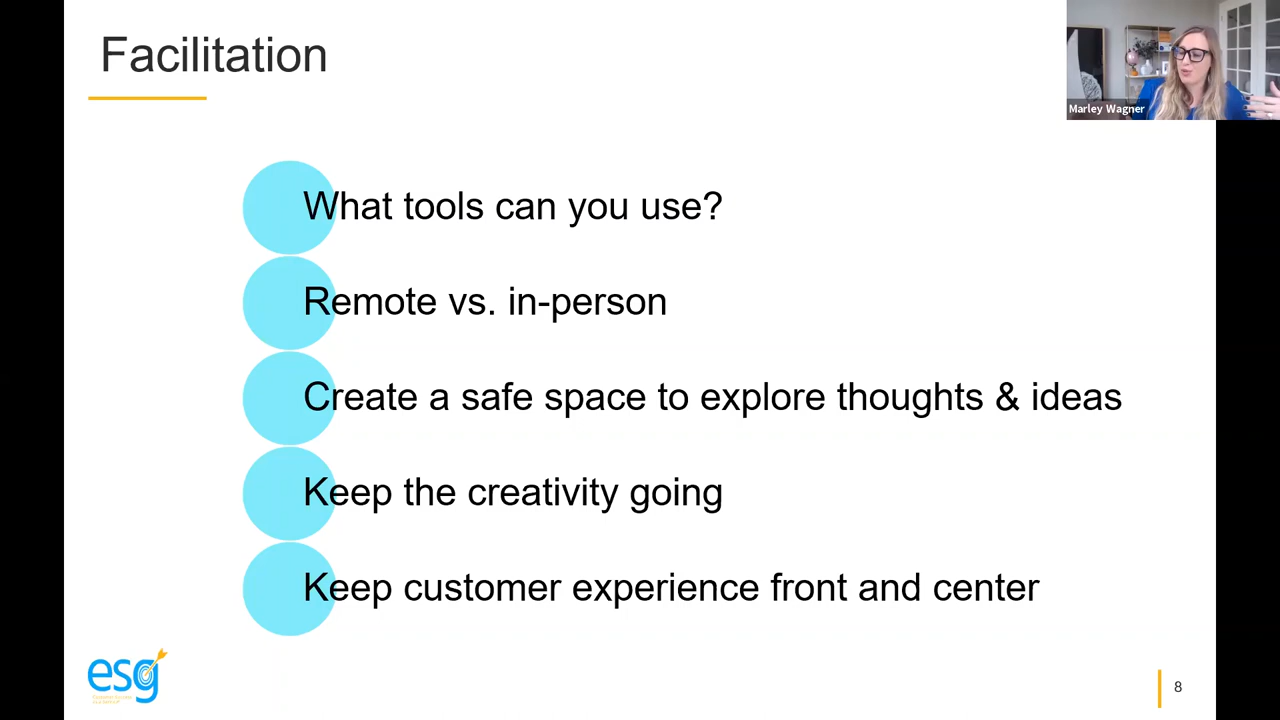 Facilitation
Marley Wagner
What tools can you use?
Remote vs. in-person
Create a safe space to explore thoughts & ideas
Keep the creativity going
Keep customer experience front and center
esg
8